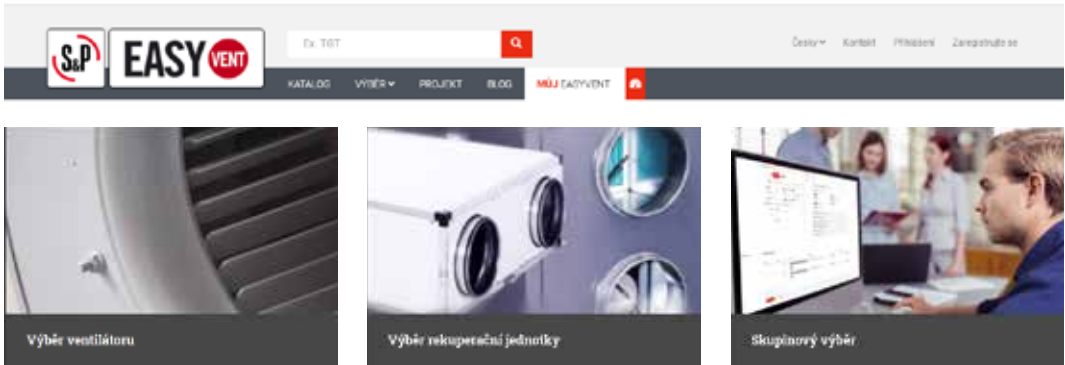 S&P EASY VENT
Ex. TGT
Česky Kontakt Přihlášení Zaregistrujte se
KATALOG VÝBĚR PROJEKT BLOG MŮJ EASYVENT
Výběr ventilátoru
Výběr rekuperační jednotky
Skupinový výběr